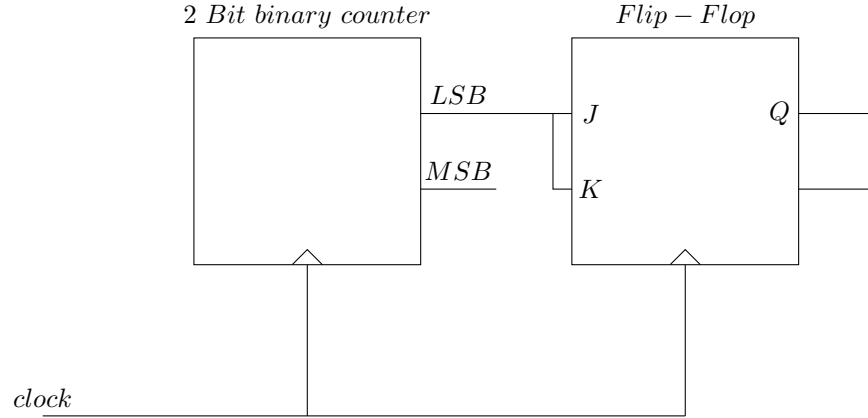 2 Bit binary counter
Flip − Flop
LSB
J
Q
MSB
K
clock